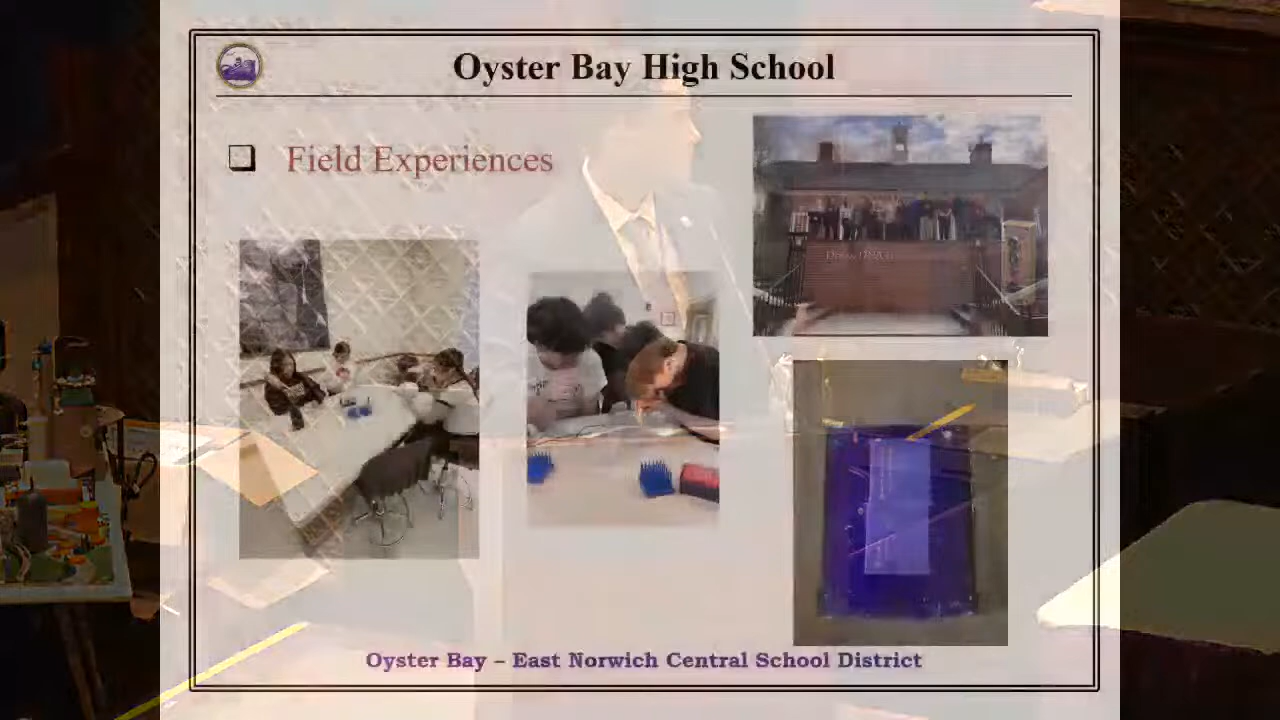 Oyster Bay High School
❑ Field Experiences
Oyster Bay – East Norwich Central School District